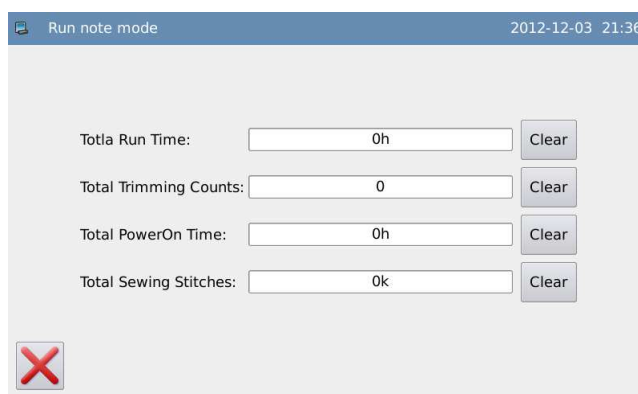 Run note mode 2012-12-03 21:36
Totla Run Time: 0h Clear
Total Trimming Counts: 0 Clear
Total PowerOn Time: 0h Clear
Total Sewing Stitches: 0k Clear